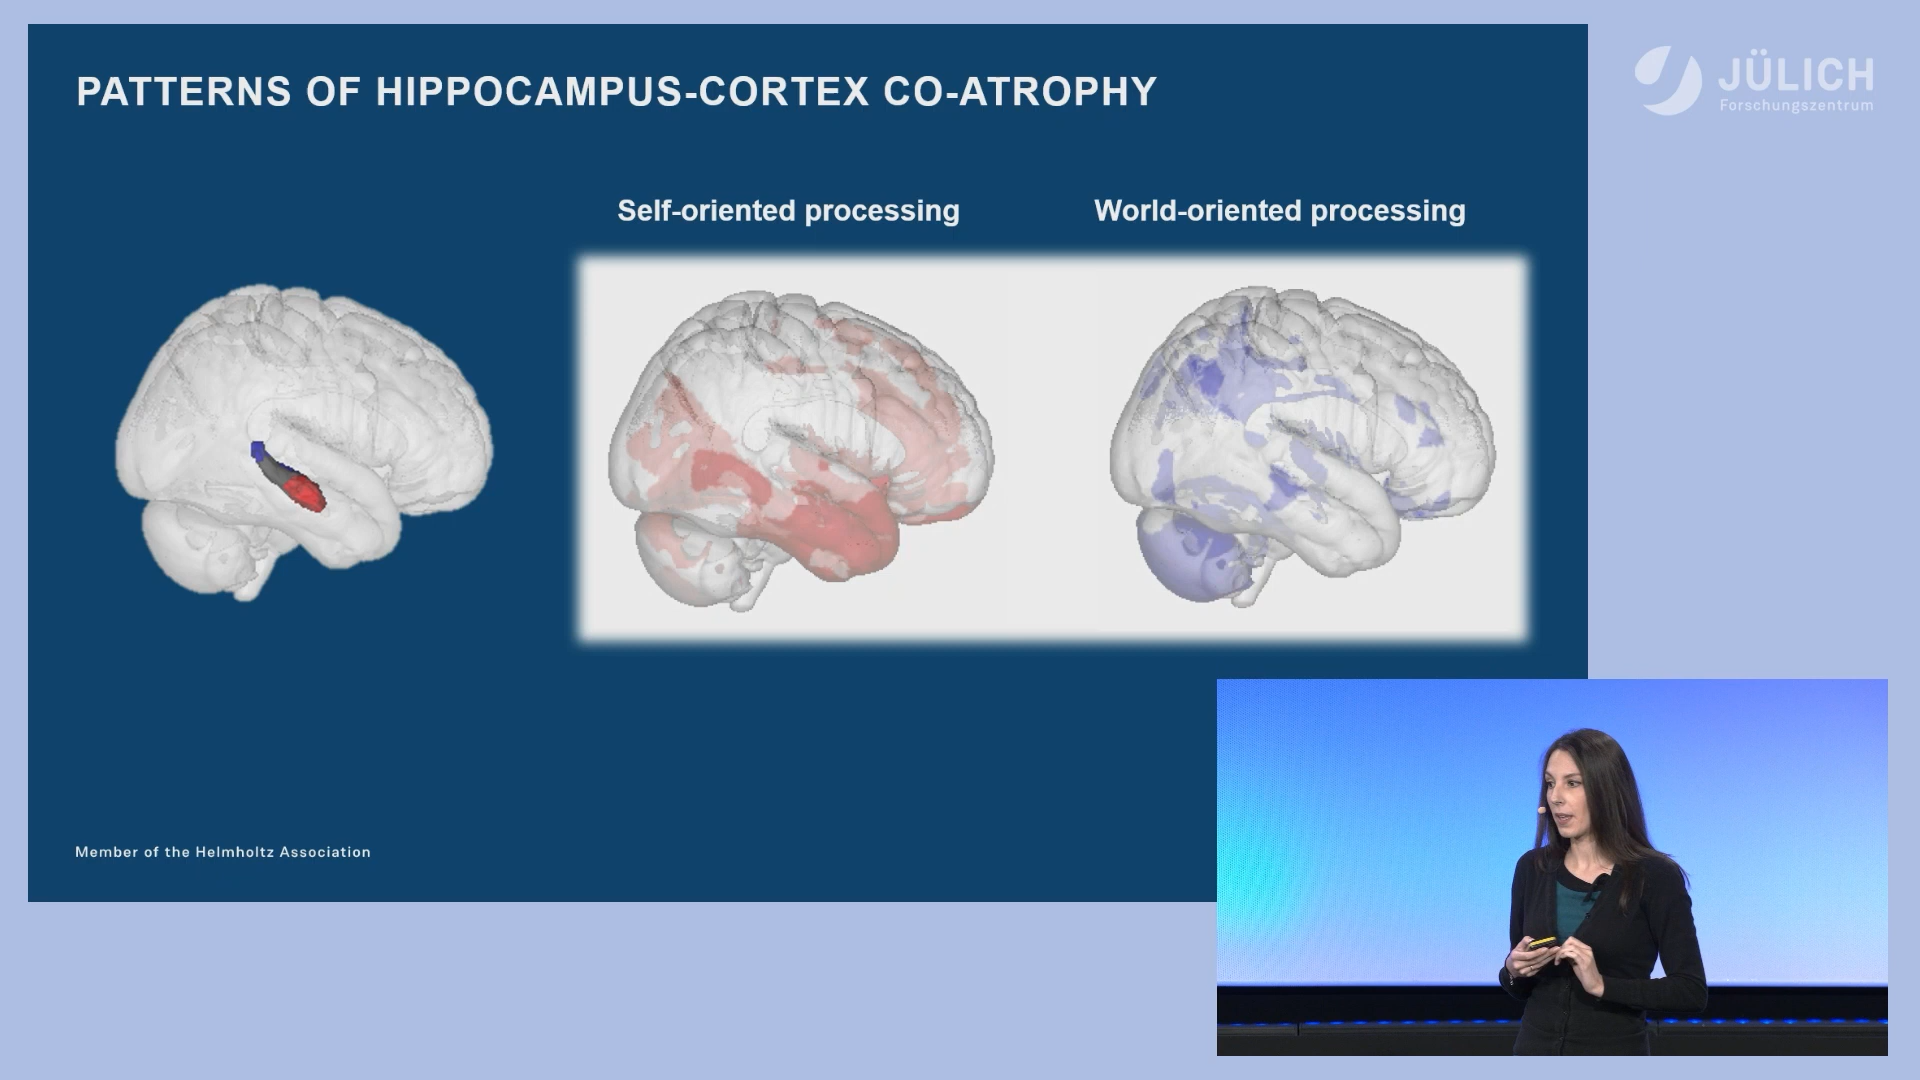 PATTERNS OF HIPPOCAMPUS-CORTEX CO-ATROPHY
JÜLICH
Forschungszentrum
Self-oriented processing
World-oriented processing
Member of the Helmholtz Association